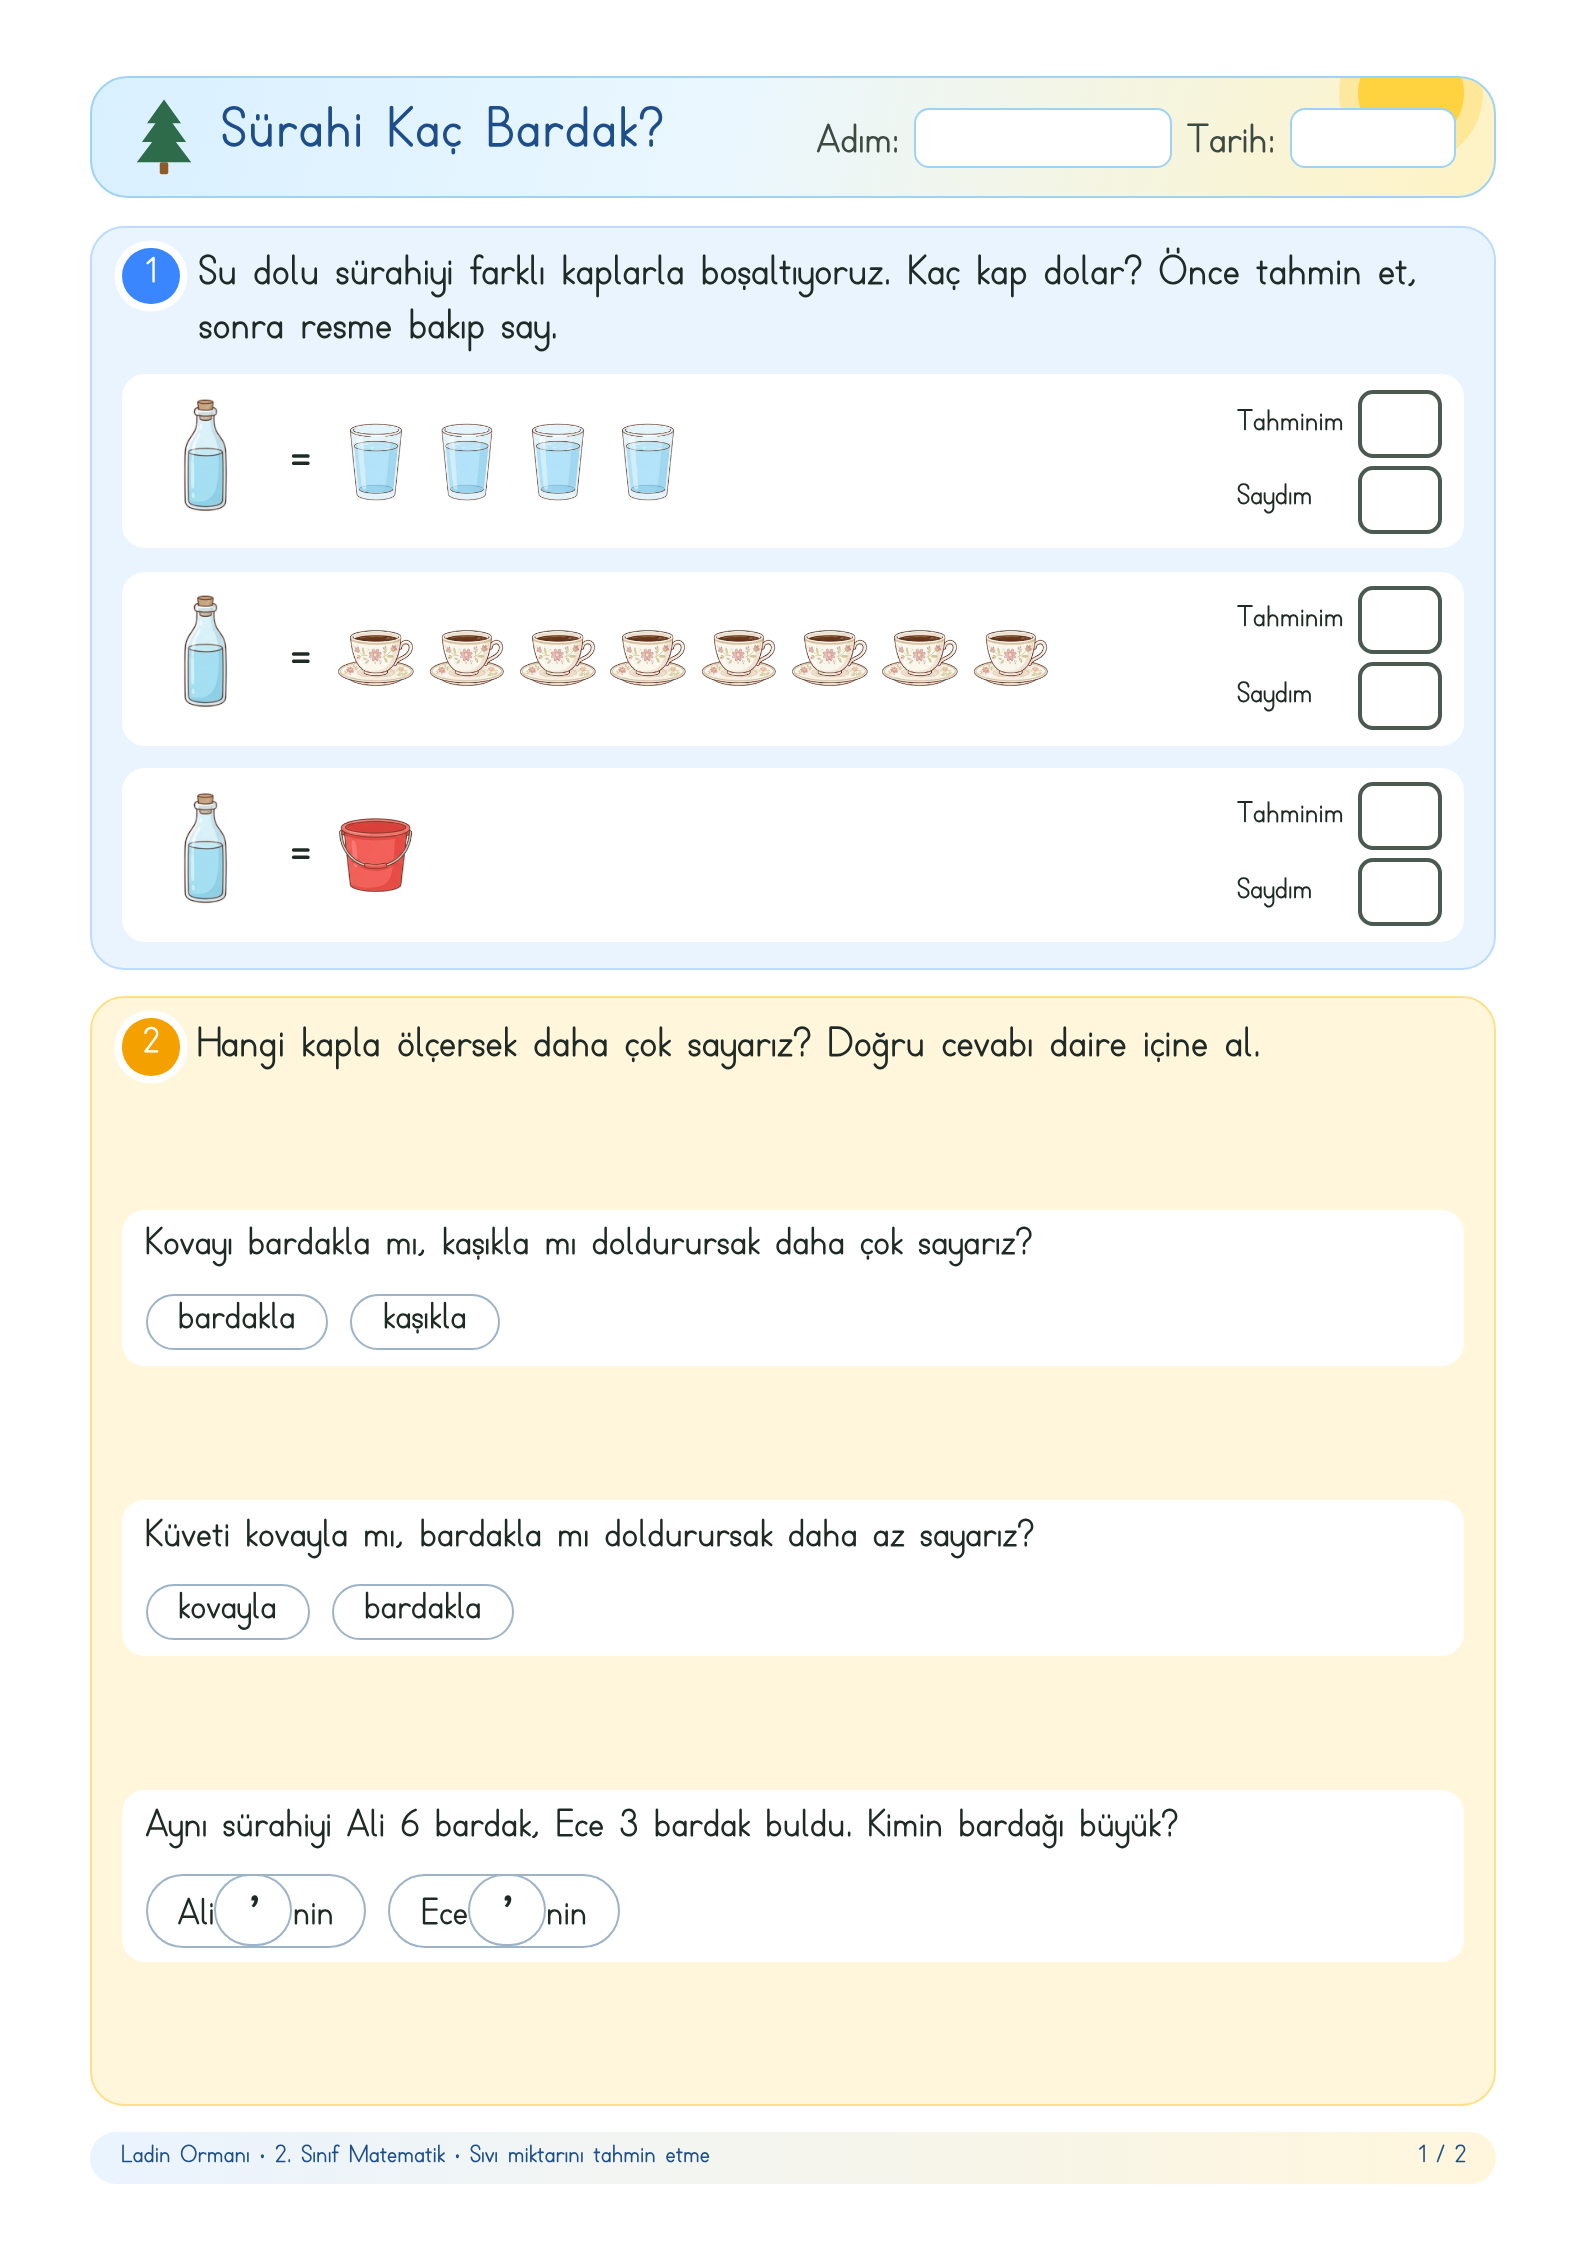 Sürahi Kaç Bardak?
Adım:
Tarih:
1
Su dolu sürahiyi farklı kaplarla boşaltıyoruz. Kaç kap dolar? Önce tahmin et,
sonra resme bakıp say.
=
Tahminim
Saydım
=
Tahminim
Saydım
=
Tahminim
Saydım
2
Hangi kapla ölçersek daha çok sayarız? Doğru cevabı daire içine al.
Kovayı bardakla mı, kaşıkla mı doldurursak daha çok sayarız?
bardakla kaşıkla
Küveti kovayla mı, bardakla mı doldurursak daha az sayarız?
kovayla bardakla
Aynı sürahiyi Ali 6 bardak, Ece 3 bardak buldu. Kimin bardağı büyük?
Ali’nin Ece’nin
Ladin Ormanı · 2. Sınıf Matematik · Sıvı miktarını tahmin etme
1 / 2